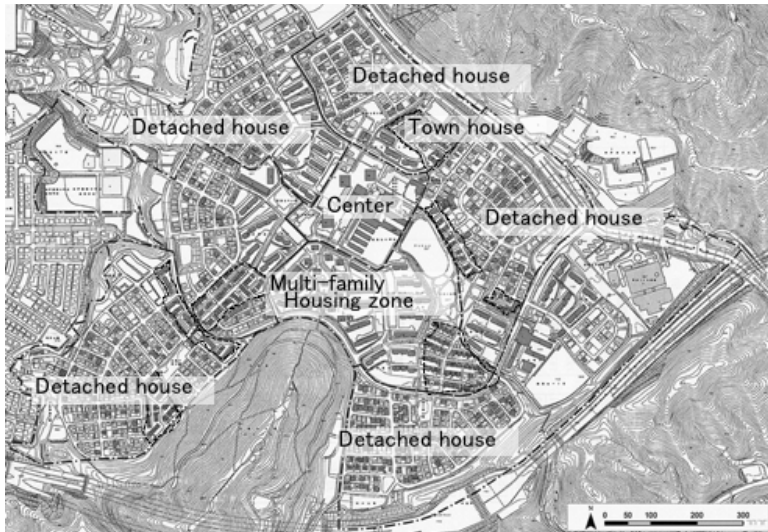 Detached house
Detached house
Town house
Center
Detached house
Multi-family
Housing zone
Detached house
Detached house
N
0 50 100 200 300